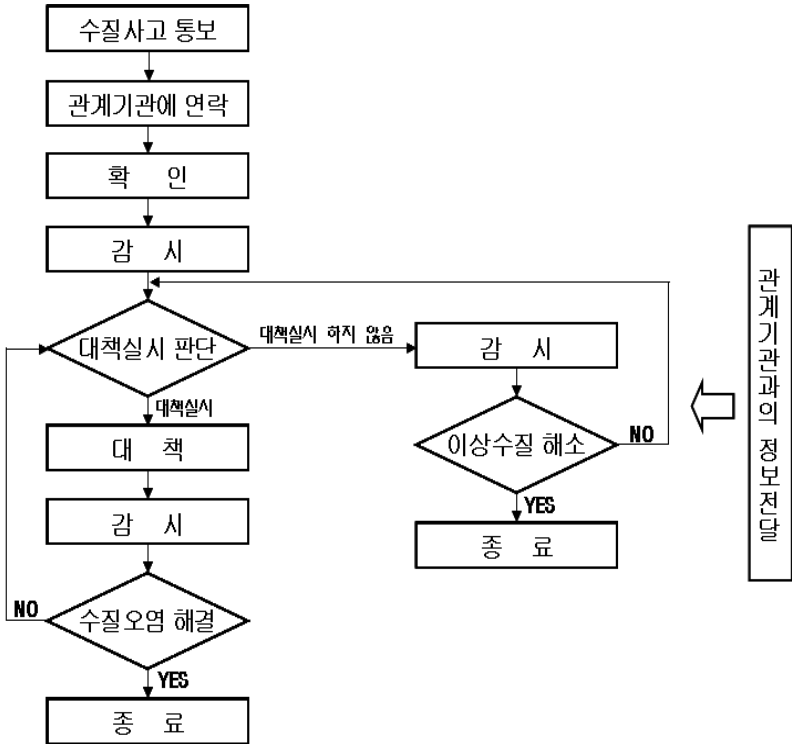 수질사고 통보
관계기관에 연락
확 인
감 시
대책실시 판단
대책실시 하지 않음
감 시
대책실시
대 책
이상수질 해소
NO
YES
감 시
종 료
NO
수질오염 해결
YES
종 료
관계기관과의 정보전달